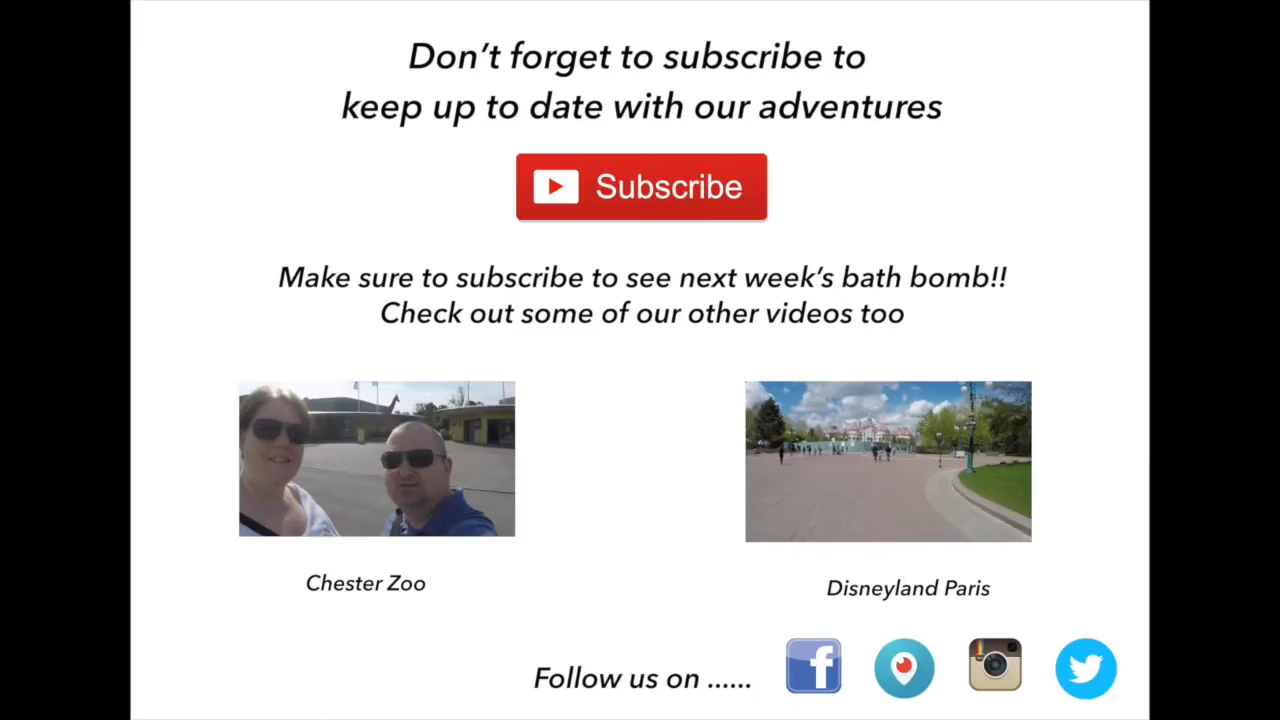 Don't forget to subscribe to
keep up to date with our adventures
Subscribe
Make sure to subscribe to see next week's bath bomb!!
Check out some of our other videos too
Chester Zoo
Disneyland Paris
Follow us on ......